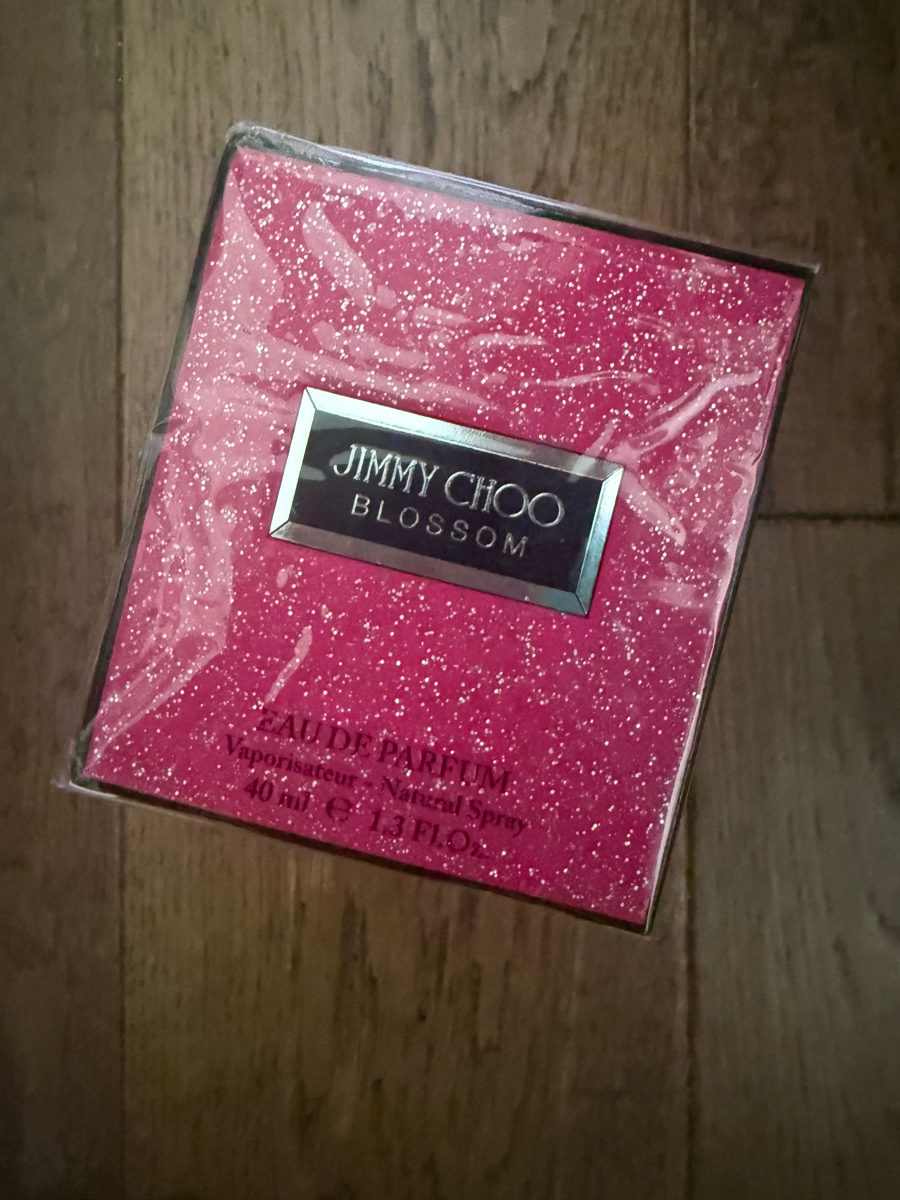 JIMMY CHOO
BLOSSOM
EAU DE PARFUM
Vaporisateur - Natural Spray
40 ml ℮ 1.3 Fl.Oz.